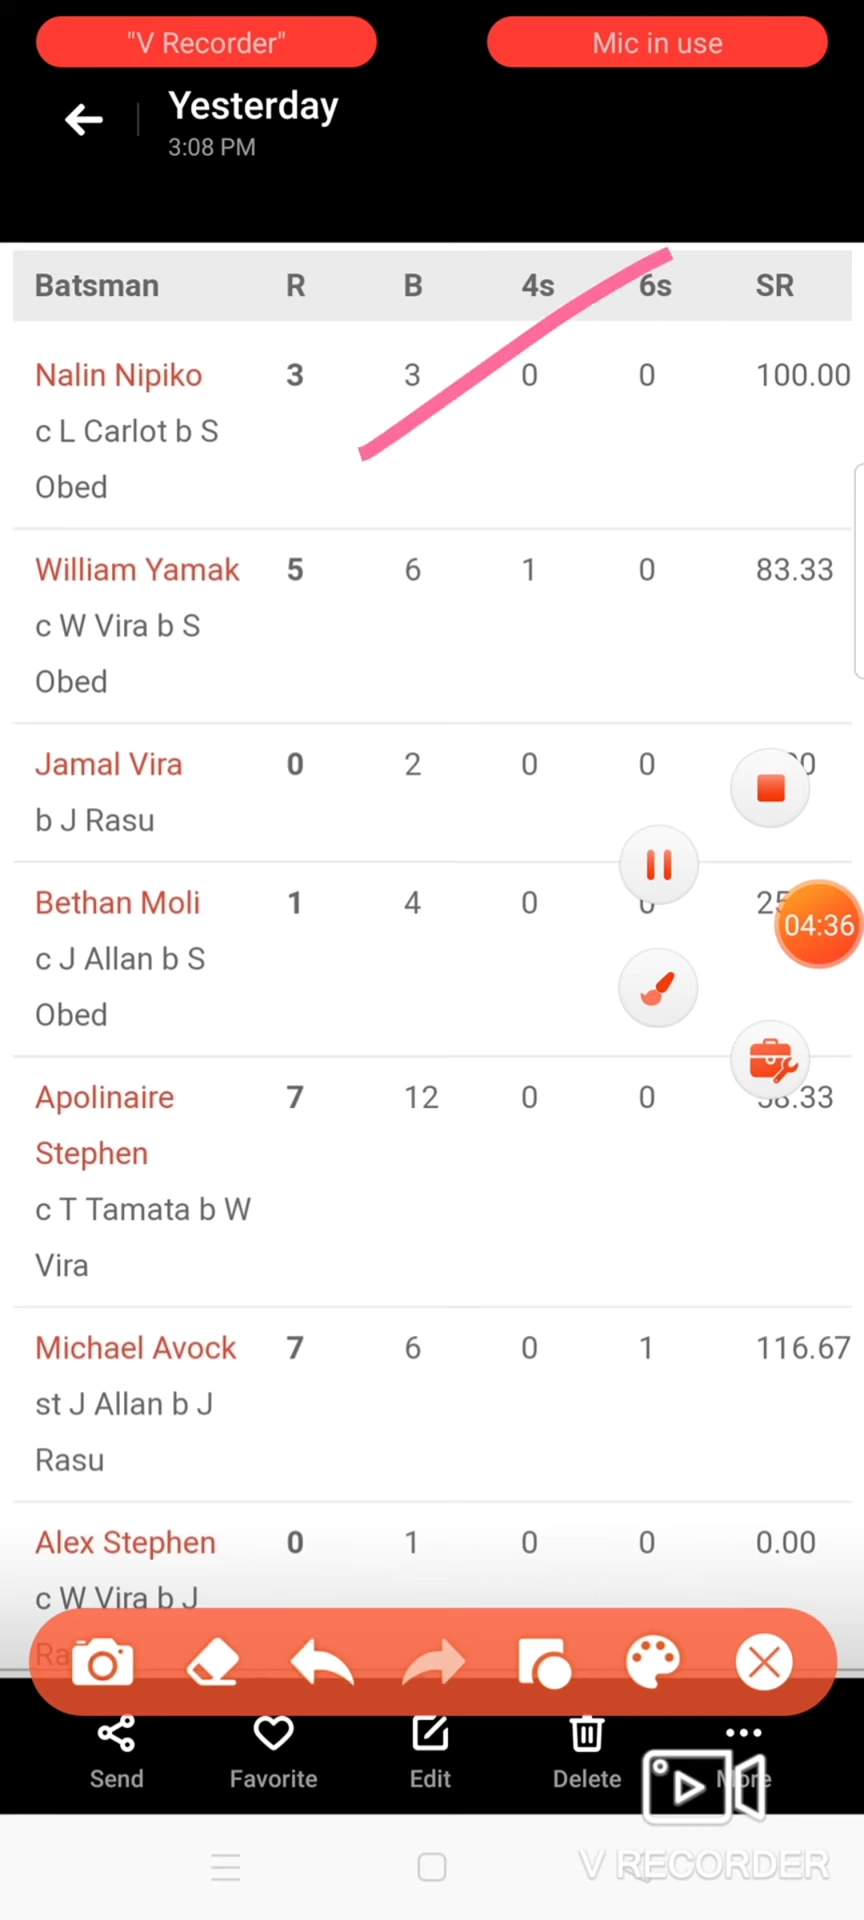 "V Recorder" Mic in use
Yesterday
3:08 PM
Batsman R B 4s 6s SR
Nalin Nipiko 3 3 0 0 100.00
c L Carlot b S
Obed
William Yamak 5 6 1 0 83.33
c W Vira b S
Obed
Jamal Vira 0 2 0 0
b J Rasu
Bethan Moli 1 4 0 0
c J Allan b S
Obed
04:36
Apolinaire 7 12 0 0
Stephen
c T Tamata b W
Vira
Michael Avock 7 6 0 1 116.67
st J Allan b J
Rasu
Alex Stephen 0 1 0 0 0.00
c W Vira b J
Send Favorite Edit Delete More
V RECORDER